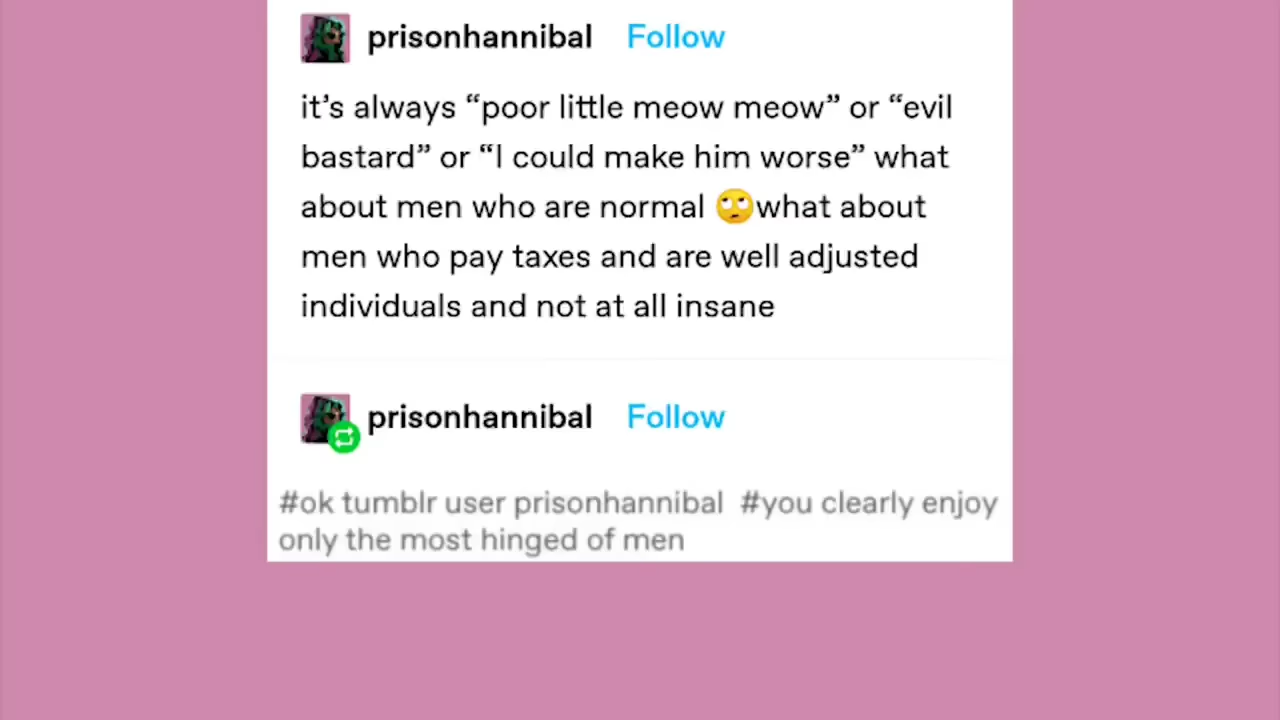 prisonhannibal Follow
it’s always “poor little meow meow” or “evil
bastard” or “I could make him worse” what
about men who are normal 🙄what about
men who pay taxes and are well adjusted
individuals and not at all insane
prisonhannibal Follow
#ok tumblr user prisonhannibal #you clearly enjoy
only the most hinged of men